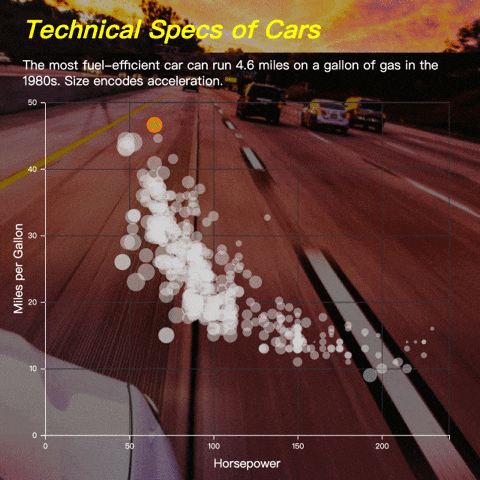 Technical Specs of Cars
The most fuel-efficient car can run 4.6 miles on a gallon of gas in the
1980s. Size encodes acceleration.
50
40
30
20
10
0
Miles per Gallon
0 50 100 150 200
Horsepower